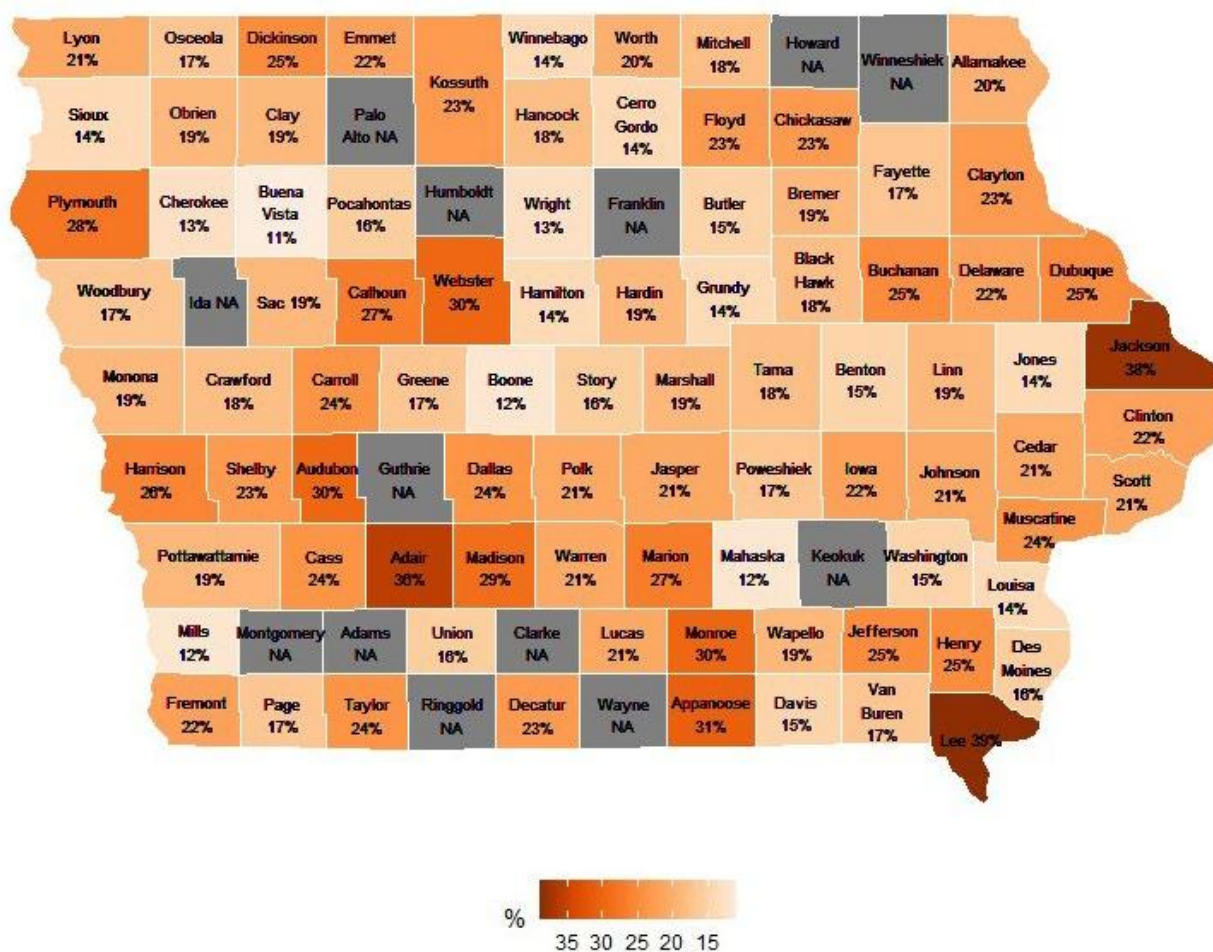 Lyon
21%
Osceola
17%
Dickinson
25%
Emmet
22%
Kossuth
23%
Winnebago
14%
Worth
20%
Mitchell
18%
Howard
NA
Winneshiek
NA
Allamakee
20%
Sioux
14%
Obrien
19%
Clay
19%
Palo
Alto NA
Hancock
18%
Cerro
Gordo
14%
Floyd
23%
Chickasaw
23%
Fayette
17%
Clayton
23%
Plymouth
28%
Cherokee
13%
Buena
Vista
11%
Pocahontas
16%
Humboldt
NA
Wright
13%
Franklin
NA
Butler
15%
Bremer
19%
Woodbury
17%
Ida NA
Sac 19%
Calhoun
27%
Webster
30%
Hamilton
14%
Hardin
19%
Grundy
14%
Black
Hawk
18%
Buchanan
25%
Delaware
22%
Dubuque
25%
Monona
19%
Crawford
18%
Carroll
24%
Greene
17%
Boone
12%
Story
16%
Marshall
19%
Tama
18%
Benton
15%
Linn
19%
Jones
14%
Jackson
38%
Clinton
22%
Harrison
26%
Shelby
23%
Audubon
30%
Guthrie
NA
Dallas
24%
Polk
21%
Jasper
21%
Poweshiek
17%
Iowa
22%
Johnson
21%
Cedar
21%
Scott
21%
Muscatine
24%
Pottawattamie
19%
Cass
24%
Adair
36%
Madison
29%
Warren
21%
Marion
27%
Mahaska
12%
Keokuk
NA
Washington
15%
Louisa
14%
Mills
12%
Montgomery
NA
Adams
NA
Union
16%
Clarke
NA
Lucas
21%
Monroe
30%
Wapello
19%
Jefferson
25%
Henry
25%
Des
Moines
16%
Fremont
22%
Page
17%
Taylor
24%
Ringgold
NA
Decatur
23%
Wayne
NA
Appanoose
31%
Davis
15%
Van
Buren
17%
Lee 39%
%
35 30 25 20 15